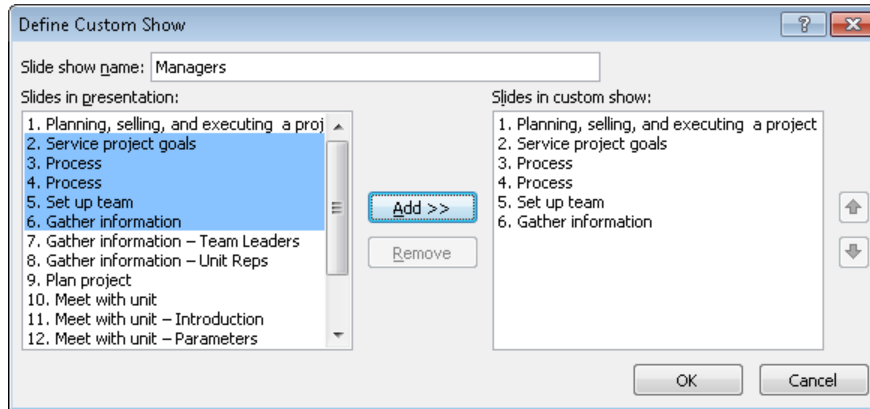 Define Custom Show
Slide show name: Managers
Slides in presentation:
1. Planning, selling, and executing a proj
2. Service project goals
3. Process
4. Process
5. Set up team
6. Gather information
7. Gather information – Team Leaders
8. Gather information – Unit Reps
9. Plan project
10. Meet with unit
11. Meet with unit – Introduction
12. Meet with unit – Parameters
Add >>
Remove
Slides in custom show:
1. Planning, selling, and executing a project
2. Service project goals
3. Process
4. Process
5. Set up team
6. Gather information
OK
Cancel